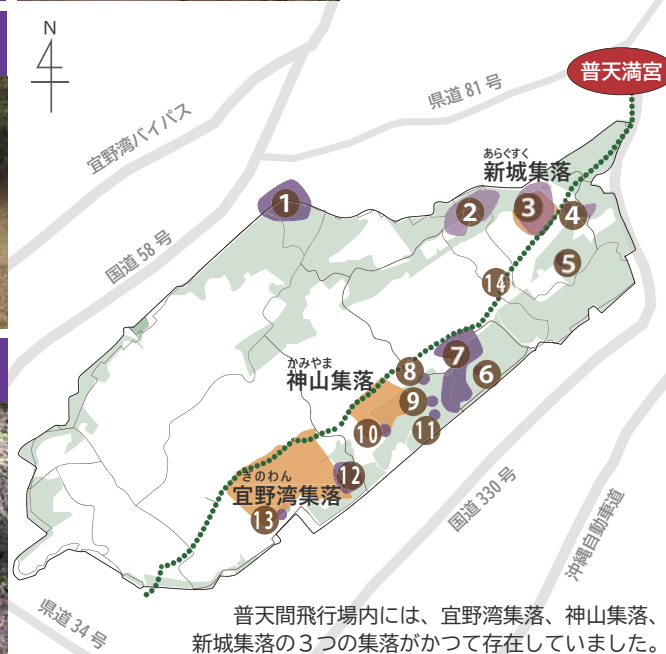 N
普天満宮
県道 81 号
宜野湾バイパス
あらぐすく
新城集落
1
2
3
4
国道 58 号
5
14
7
かみやま
神山集落
8
6
9
10
11
ぎのわん
宜野湾集落
12
13
国道 330 号
沖縄自動車道
県道 34 号
普天間飛行場内には、宜野湾集落、神山集落、
新城集落の３つの集落がかつて存在していました。